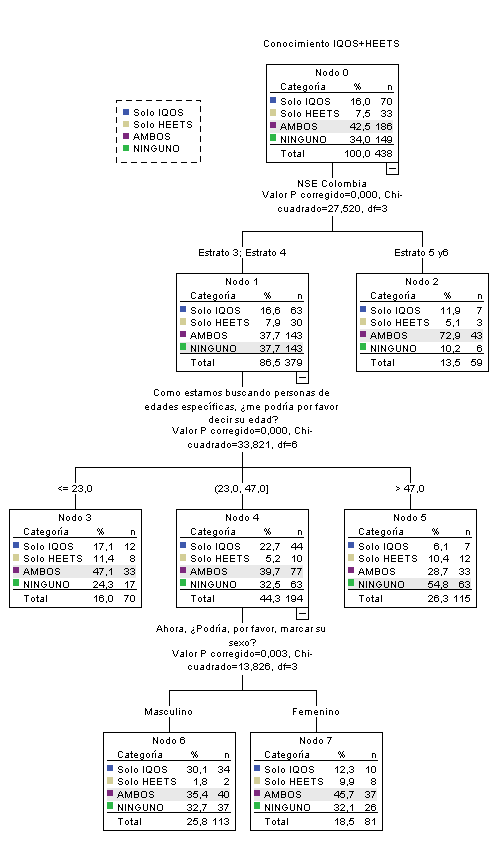 Conocimiento IQOS+HEETS
Solo IQOS
Solo HEETS
AMBOS
NINGUNO
Nodo 0
Categoría % n
Solo IQOS 16,0 70
Solo HEETS 7,5 33
AMBOS 42,5 186
NINGUNO 34,0 149
Total 100,0 438
NSE Colombia
Valor P corregido=0,000, Chi-
cuadrado=27,520, df=3
Estrato 3; Estrato 4
Estrato 5 y6
Nodo 1
Categoría % n
Solo IQOS 16,6 63
Solo HEETS 7,9 30
AMBOS 37,7 143
NINGUNO 37,7 143
Total 86,5 379
Nodo 2
Categoría % n
Solo IQOS 11,9 7
Solo HEETS 5,1 3
AMBOS 72,9 43
NINGUNO 10,2 6
Total 13,5 59
Como estamos buscando personas de
edades específicas, ¿me podría por favor
decir su edad?
Valor P corregido=0,000, Chi-
cuadrado=33,821, df=6
<= 23,0
(23,0, 47,0]
> 47,0
Nodo 3
Categoría % n
Solo IQOS 17,1 12
Solo HEETS 11,4 8
AMBOS 47,1 33
NINGUNO 24,3 17
Total 16,0 70
Nodo 4
Categoría % n
Solo IQOS 22,7 44
Solo HEETS 5,2 10
AMBOS 39,7 77
NINGUNO 32,5 63
Total 44,3 194
Nodo 5
Categoría % n
Solo IQOS 6,1 7
Solo HEETS 10,4 12
AMBOS 28,7 33
NINGUNO 54,8 63
Total 26,3 115
Ahora, ¿Podría, por favor, marcar su
sexo?
Valor P corregido=0,003, Chi-
cuadrado=13,826, df=3
Masculino
Femenino
Nodo 6
Categoría % n
Solo IQOS 30,1 34
Solo HEETS 1,8 2
AMBOS 35,4 40
NINGUNO 32,7 37
Total 25,8 113
Nodo 7
Categoría % n
Solo IQOS 12,3 10
Solo HEETS 9,9 8
AMBOS 45,7 37
NINGUNO 32,1 26
Total 18,5 81